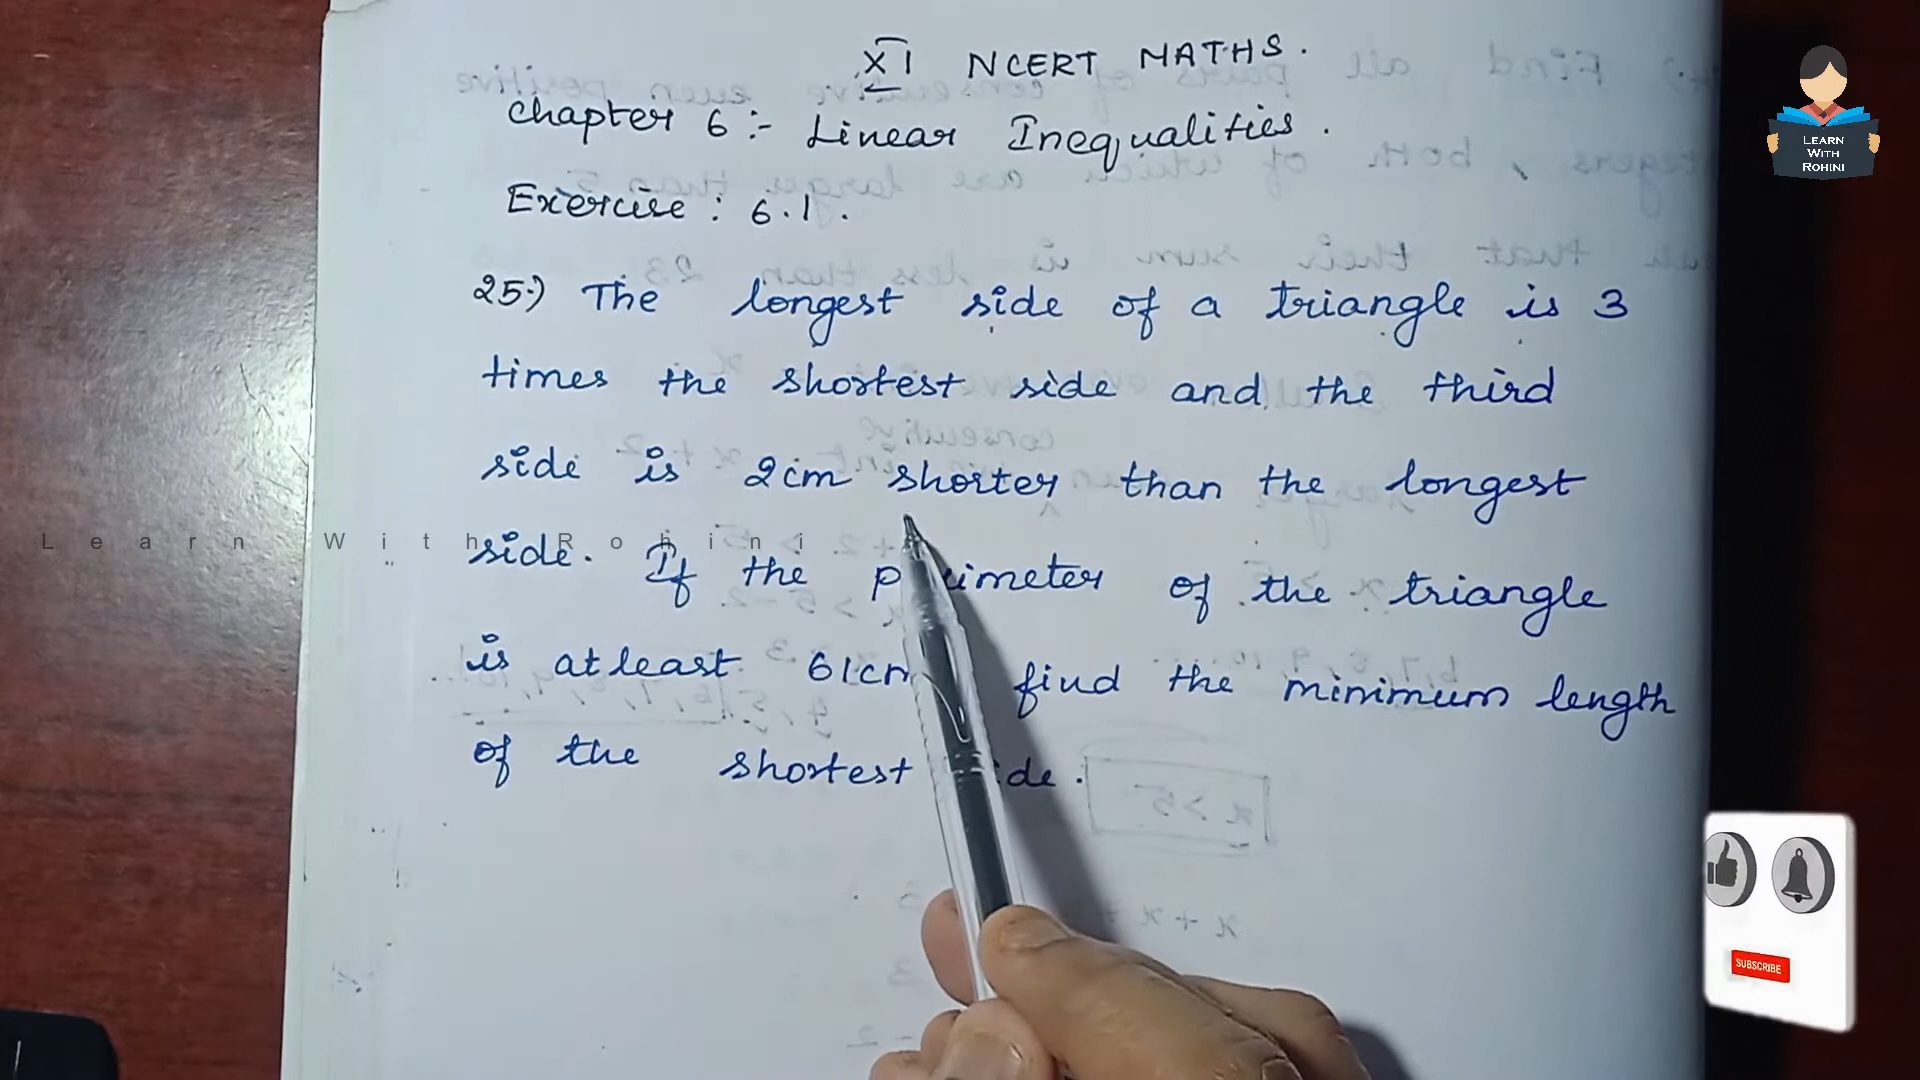 XI NCERT MATHS.
Chapter 6:- Linear Inequalities.
Exercise: 6.1.
25.) The longest side of a triangle is 3
times the shortest side and the third
side is 2cm shorter than the longest
side. If the of the triangle
is atleast 61cm find the minimum length
of the shortest
Learn With Rohini
LEARN
WITH
ROHINI
SUBSCRIBE